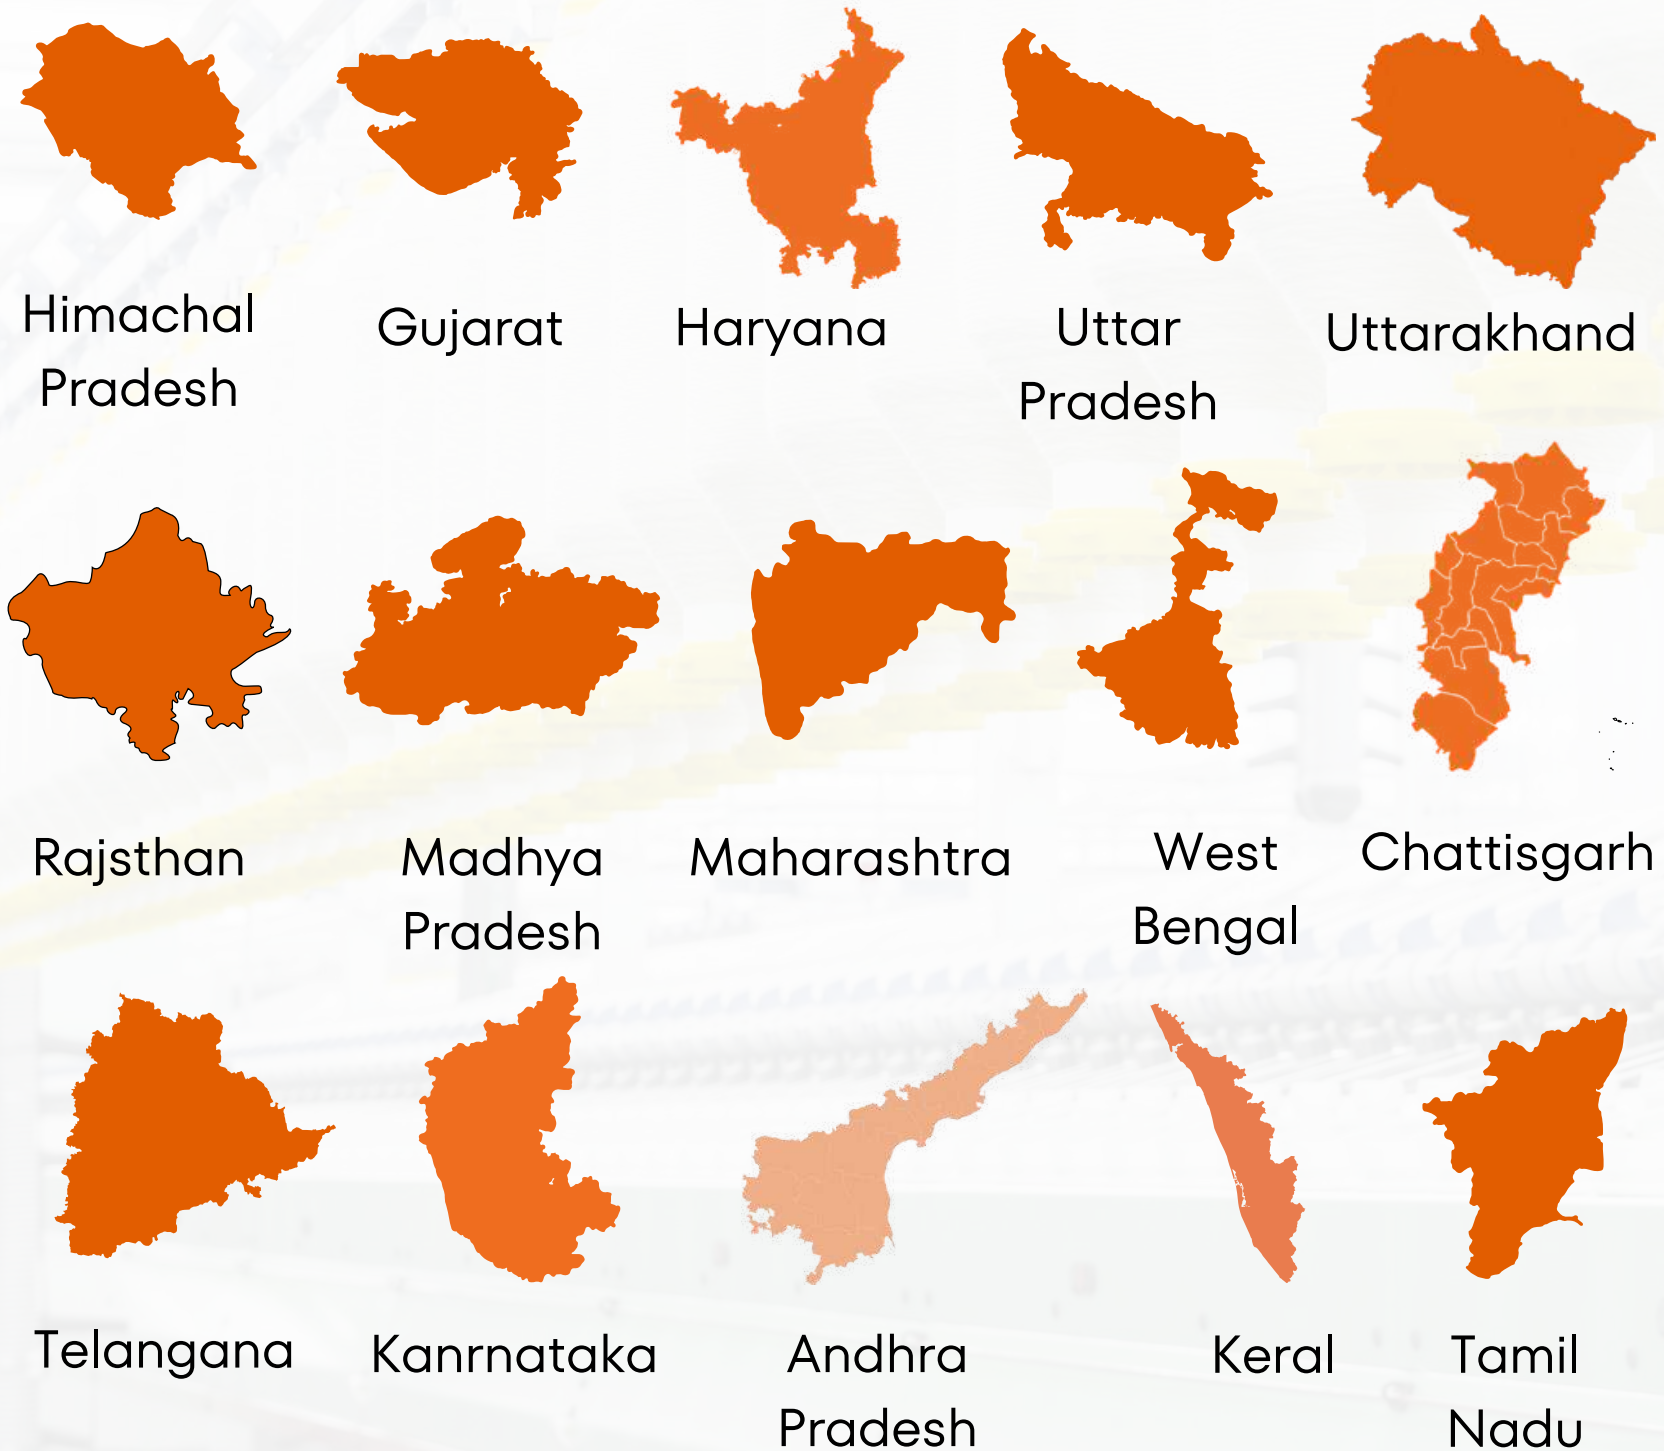 Himachal
Pradesh
Gujarat
Haryana
Uttar
Pradesh
Uttarakhand
Rajsthan
Madhya
Pradesh
Maharashtra
West
Bengal
Chattisgarh
Telangana
Kanrnataka
Andhra
Pradesh
Keral
Tamil
Nadu